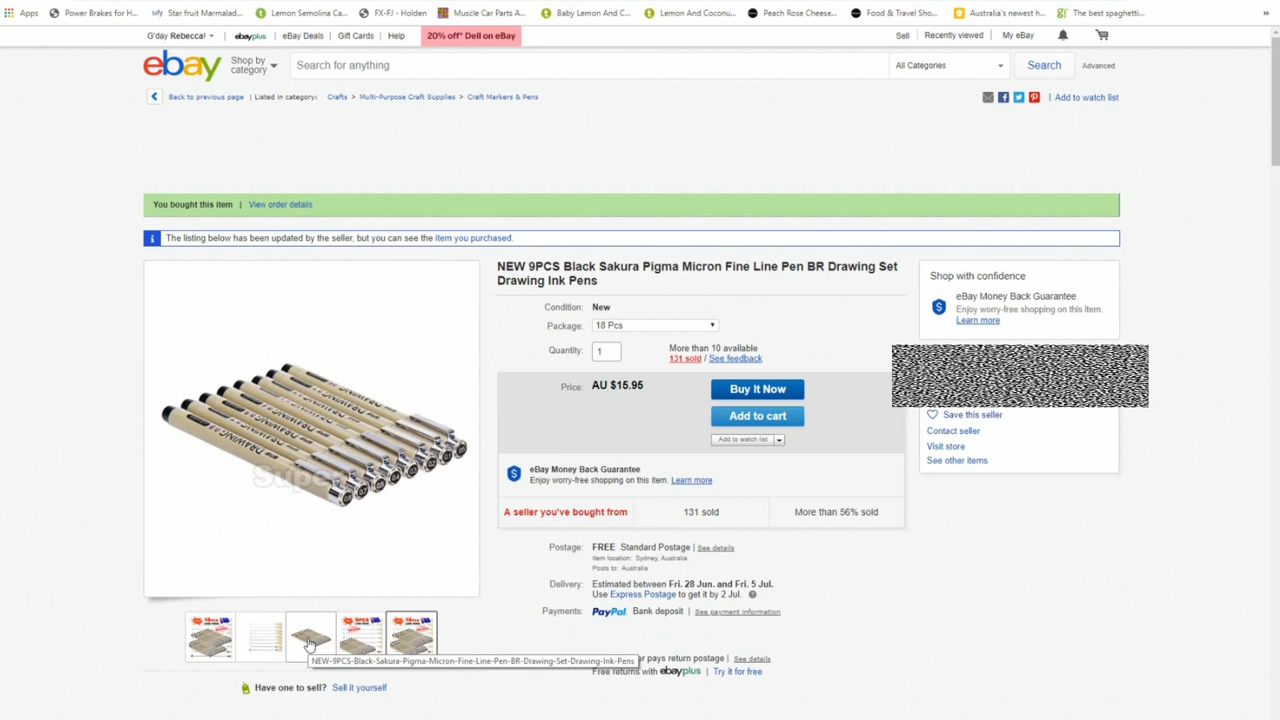 Apps Power Brakes for H... Star fruit Marmalad... Lemon Semolina Ca... FX-FJ - Holden Muscle Car Parts A... Baby Lemon And C... Lemon And Coconu... Peach Rose Cheese... Food & Travel Sho... Australia's newest h... The best spaghetti... »
G'day Rebecca! ebayplus eBay Deals Gift Cards Help 20% off* Dell on eBay Sell Recently viewed My eBay
ebay Shop by category Search for anything All Categories Search Advanced
Back to previous page | Listed in category: Crafts > Multi-Purpose Craft Supplies > Craft Markers & Pens | Add to watch list
You bought this item | View order details
The listing below has been updated by the seller, but you can see the item you purchased.
NEW 9PCS Black Sakura Pigma Micron Fine Line Pen BR Drawing Set
Drawing Ink Pens
Condition: New
Package: 18 Pcs
Quantity: 1
More than 10 available
131 sold / See feedback
Price: AU $15.95
Buy It Now
Add to cart
Add to watch list
eBay Money Back Guarantee
Enjoy worry-free shopping on this item. Learn more
A seller you've bought from 131 sold More than 56% sold
Postage: FREE Standard Postage | See details
Item location: Sydney, Australia
Posts to: Australia
Delivery: Estimated between Fri. 28 Jun. and Fri. 5 Jul.
Use Express Postage to get it by 2 Jul.
Payments: PayPal Bank deposit | See payment information
r pays return postage | See details
Free returns with ebayplus | Try it for free
Shop with confidence
eBay Money Back Guarantee
Enjoy worry-free shopping on this item.
Learn more
Save this seller
Contact seller
Visit store
See other items
DRAWING
NEW-9PCS-Black-Sakura-Pigma-Micron-Fine-Line-Pen-BR-Drawing-Set-Drawing-Ink-Pens
Have one to sell? Sell it yourself